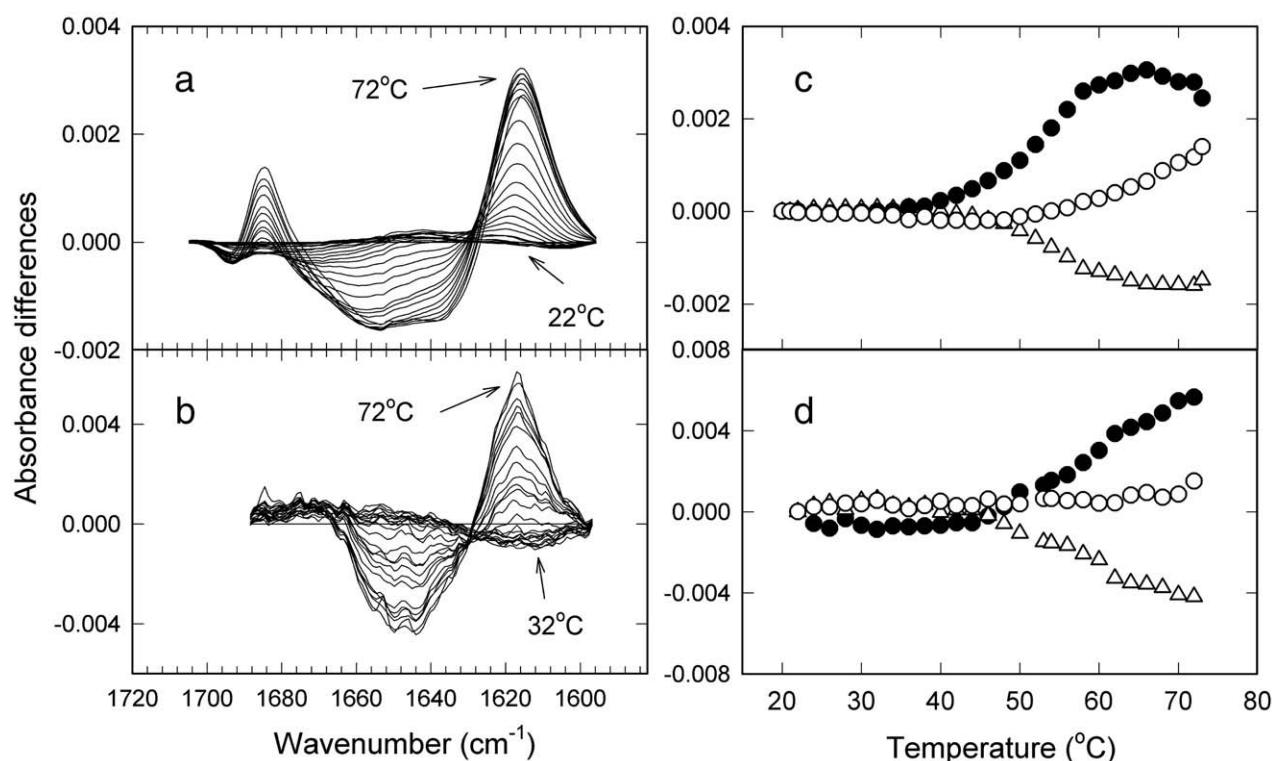 0.004
a
72°C
0.002
0.000
22°C
-0.002
b
72°C
0.004
0.000
32°C
-0.004
1720 1700 1680 1660 1640 1620 1600
Wavenumber (cm-1)
Absorbance differences
0.004
c
0.002
0.000
-0.002
0.008
d
0.004
0.000
-0.004
-0.008
20 30 40 50 60 70 80
Temperature (°C)